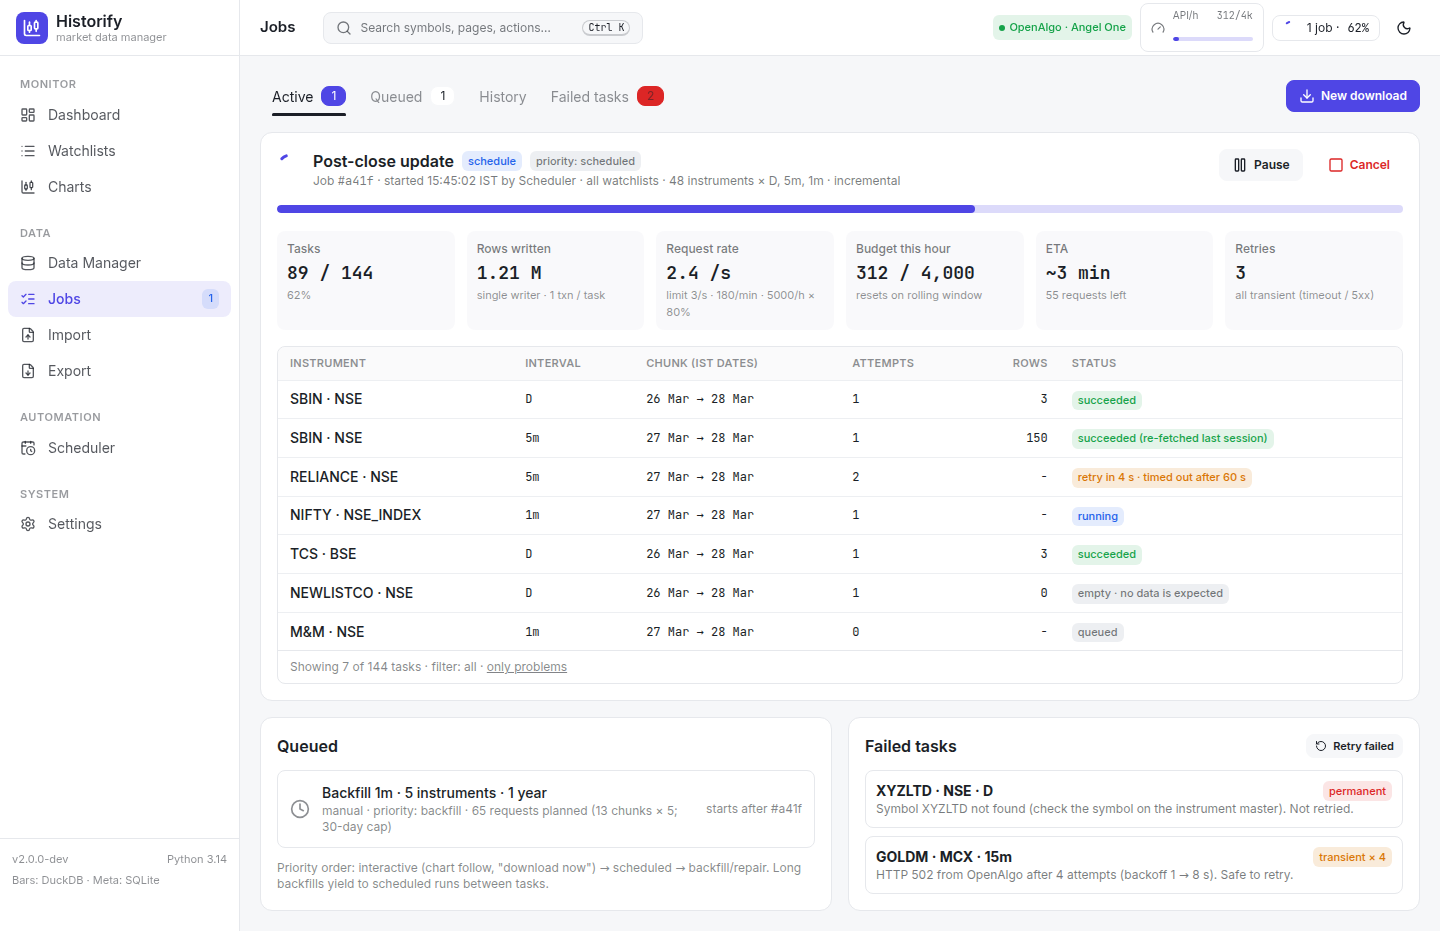 Historify
market data manager
MONITOR
Dashboard
Watchlists
Charts
DATA
Data Manager
Jobs 1
Import
Export
AUTOMATION
Scheduler
SYSTEM
Settings
v2.0.0-dev Python 3.14
Bars: DuckDB · Meta: SQLite
Jobs
Search symbols, pages, actions... Ctrl K
OpenAlgo · Angel One
API/h 312/4k
1 job · 62%
Active 1 Queued 1 History Failed tasks 2
New download
Post-close update schedule priority: scheduled
Job #a41f · started 15:45:02 IST by Scheduler · all watchlists · 48 instruments × D, 5m, 1m · incremental
Pause Cancel
Tasks
89 / 144
62%
Rows written
1.21 M
single writer · 1 txn / task
Request rate
2.4 /s
limit 3/s · 180/min · 5000/h ×
80%
Budget this hour
312 / 4,000
resets on rolling window
ETA
~3 min
55 requests left
Retries
3
all transient (timeout / 5xx)
INSTRUMENT INTERVAL CHUNK (IST DATES) ATTEMPTS ROWS STATUS
SBIN · NSE D 26 Mar → 28 Mar 1 3 succeeded
SBIN · NSE 5m 27 Mar → 28 Mar 1 150 succeeded (re-fetched last session)
RELIANCE · NSE 5m 27 Mar → 28 Mar 2 - retry in 4 s · timed out after 60 s
NIFTY · NSE_INDEX 1m 27 Mar → 28 Mar 1 - running
TCS · BSE D 26 Mar → 28 Mar 1 3 succeeded
NEWLISTCO · NSE D 26 Mar → 28 Mar 1 0 empty · no data is expected
M&M · NSE 1m 27 Mar → 28 Mar 0 - queued
Showing 7 of 144 tasks · filter: all · only problems
Queued
Backfill 1m · 5 instruments · 1 year
manual · priority: backfill · 65 requests planned (13 chunks × 5;
30-day cap)
starts after #a41f
Priority order: interactive (chart follow, "download now") → scheduled → backfill/repair. Long
backfills yield to scheduled runs between tasks.
Failed tasks
Retry failed
XYZLTD · NSE · D permanent
Symbol XYZLTD not found (check the symbol on the instrument master). Not retried.
GOLDM · MCX · 15m transient × 4
HTTP 502 from OpenAlgo after 4 attempts (backoff 1 → 8 s). Safe to retry.